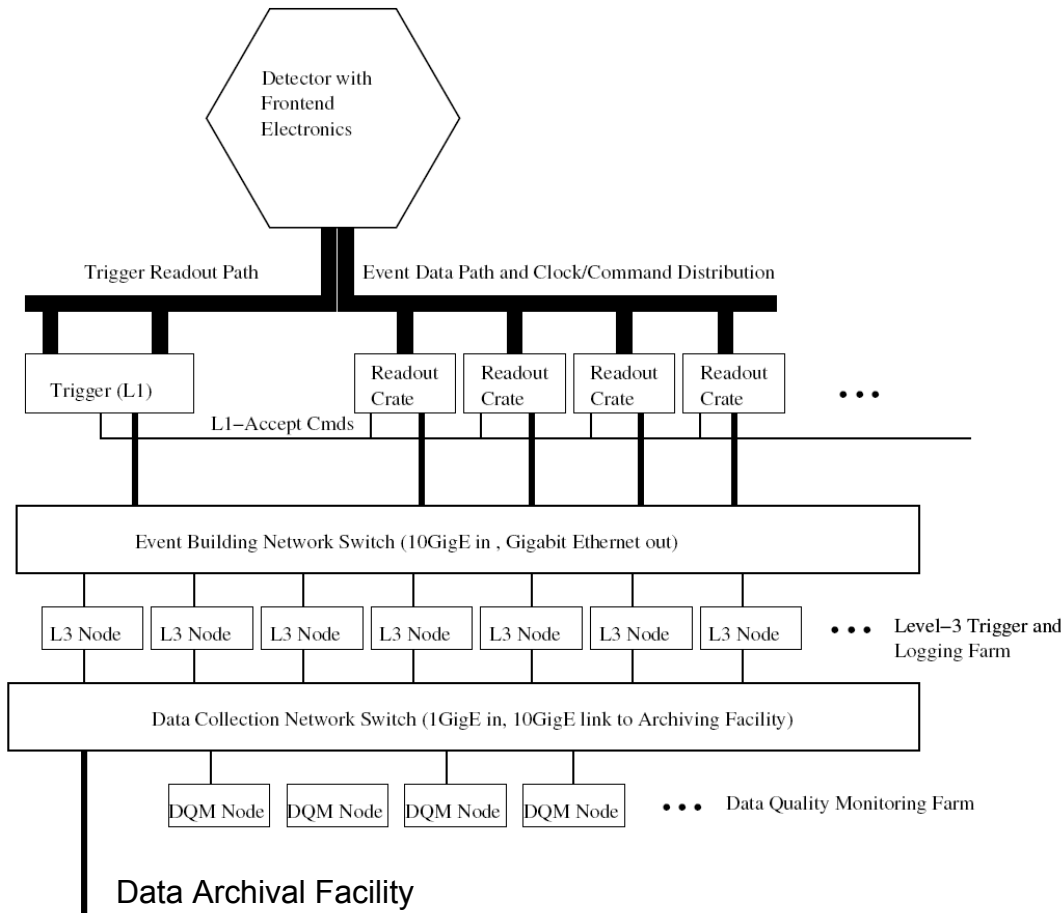 Detector with
Frontend
Electronics
Trigger Readout Path
Event Data Path and Clock/Command Distribution
Trigger (L1)
Readout
Crate
Readout
Crate
Readout
Crate
Readout
Crate
•••
L1−Accept Cmds
Event Building Network Switch (10GigE in , Gigabit Ethernet out)
L3 Node
L3 Node
L3 Node
L3 Node
L3 Node
L3 Node
L3 Node
•••
Level−3 Trigger and
Logging Farm
Data Collection Network Switch (1GigE in, 10GigE link to Archiving Facility)
DQM Node
DQM Node
DQM Node
DQM Node
•••
Data Quality Monitoring Farm
Data Archival Facility